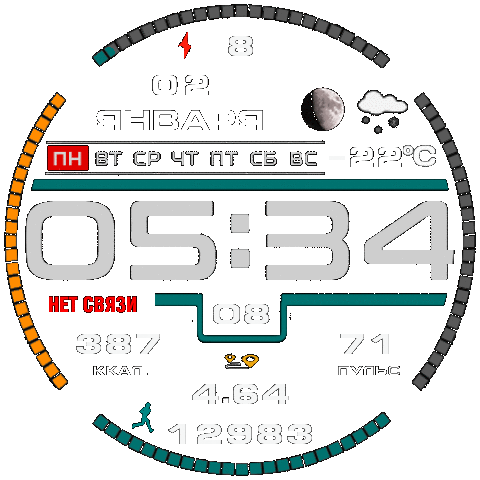 8
02
ЯНВАРЯ
ПН ВТ СР ЧТ ПТ СБ ВС
-22°C
05:34
НЕТ СВЯЗИ
08
387
71
ККАЛ
ПУЛЬС
4.64
12983